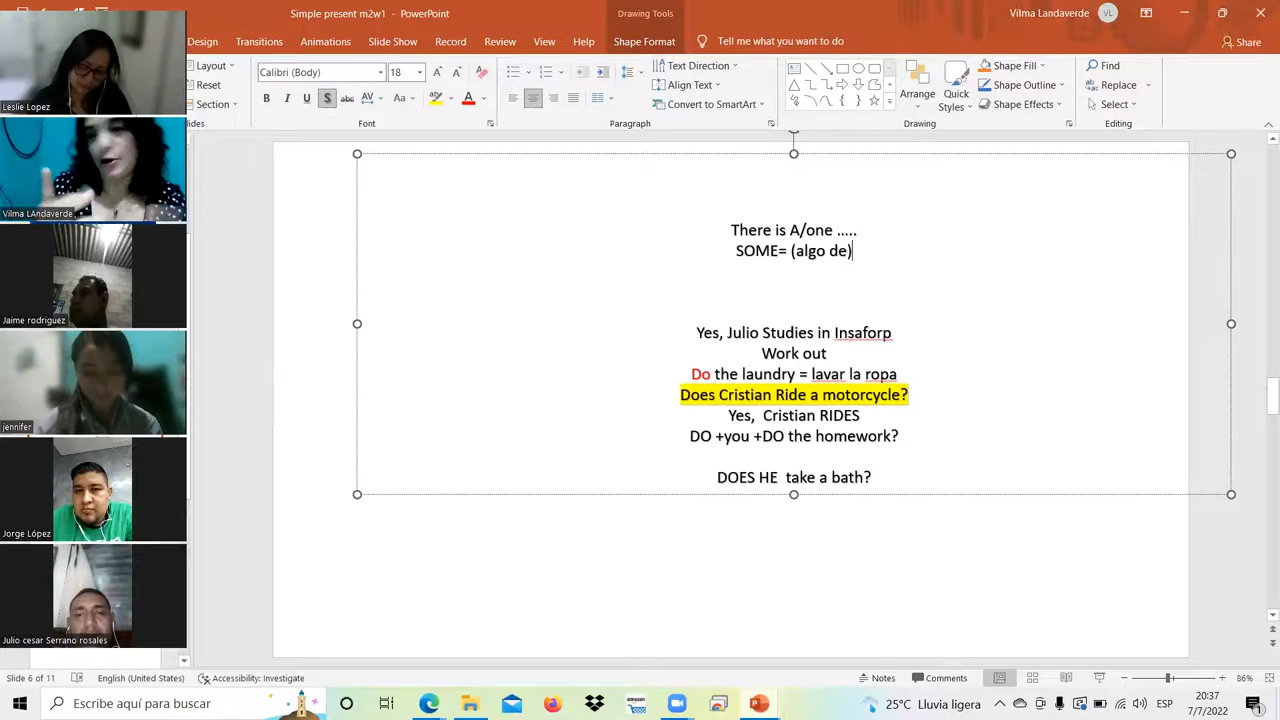 Simple present m2w1 - PowerPoint
Drawing Tools
Vilma Landaverde
VL
Design
Transitions
Animations
Slide Show
Record
Review
View
Help
Acrobat
Shape Format
Tell me what you want to do
Share
Layout
Reset
Section
Calibri (Body)
18
Text Direction
Align Text
Convert to SmartArt
Arrange
Quick
Styles
Shape Fill
Shape Outline
Shape Effects
Find
Replace
Select
Font
Paragraph
Drawing
Editing
Leslie Lopez
Vilma LAndaverde
Jaime rodriguez
jennifer
Jorge López
Julio cesar Serrano rosales
There is A/one .....
SOME= (algo de)
Yes, Julio Studies in Insaforp
Work out
Do the laundry = lavar la ropa
Does Cristian Ride a motorcycle?
Yes, Cristian RIDES
DO +you +DO the homework?
DOES HE take a bath?
Slide 6 of 11
English (United States)
Accessibility: Investigate
Notes
Comments
86%
Escribe aquí para buscar
amazon
25°C Lluvia ligera
ESP
20:37
7/7/2022
1